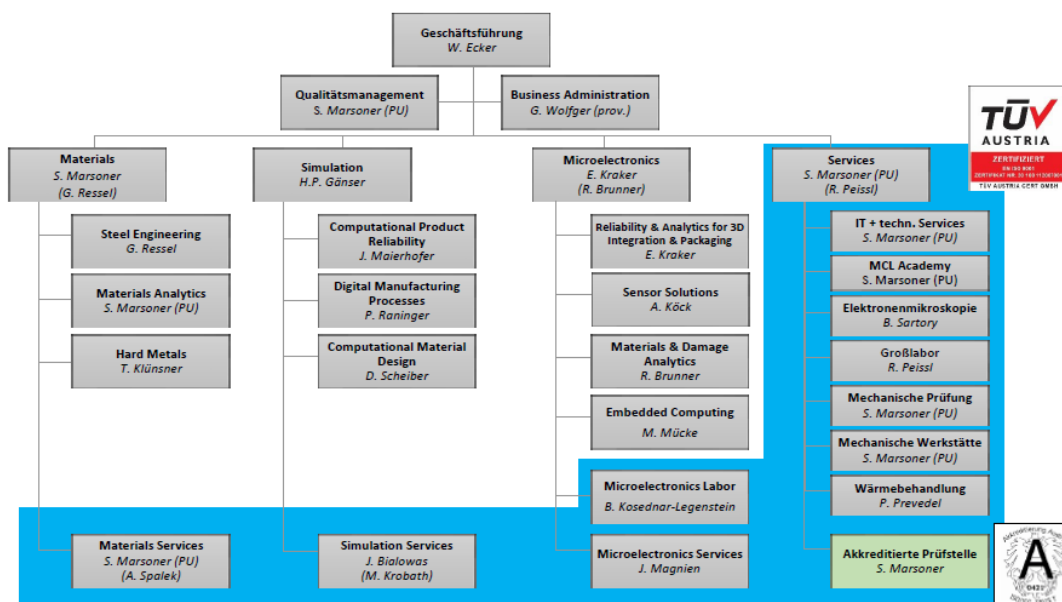 Geschäftsführung
W. Ecker
Qualitätsmanagement
S. Marsoner (PU)
Business Administration
G. Wolfger (prov.)
TÜV
AUSTRIA
ZERTIFIZIERT
EN ISO 9001
TÜV AUSTRIA CERT GMBH
Materials
S. Marsoner
(G. Ressel)
Simulation
H.P. Gänser
Microelectronics
E. Kraker
(R. Brunner)
Services
S. Marsoner (PU)
(R. Peissl)
Steel Engineering
G. Ressel
Materials Analytics
S. Marsoner (PU)
Hard Metals
T. Klünsner
Computational Product
Reliability
J. Maierhofer
Digital Manufacturing
Processes
P. Raninger
Computational Material
Design
D. Scheiber
Reliability & Analytics for 3D
Integration & Packaging
E. Kraker
Sensor Solutions
A. Köck
Materials & Damage
Analytics
R. Brunner
Embedded Computing
M. Mücke
IT + techn. Services
S. Marsoner (PU)
MCL Academy
S. Marsoner (PU)
Elektronenmikroskopie
B. Sartory
Großlabor
R. Peissl
Mechanische Prüfung
S. Marsoner (PU)
Mechanische Werkstätte
S. Marsoner (PU)
Wärmebehandlung
P. Prevedel
Microelectronics Labor
B. Kosednar-Legenstein
Materials Services
S. Marsoner (PU)
(A. Spalek)
Simulation Services
J. Bialowas
(M. Krobath)
Microelectronics Services
J. Magnien
Akkreditierte Prüfstelle
S. Marsoner
A